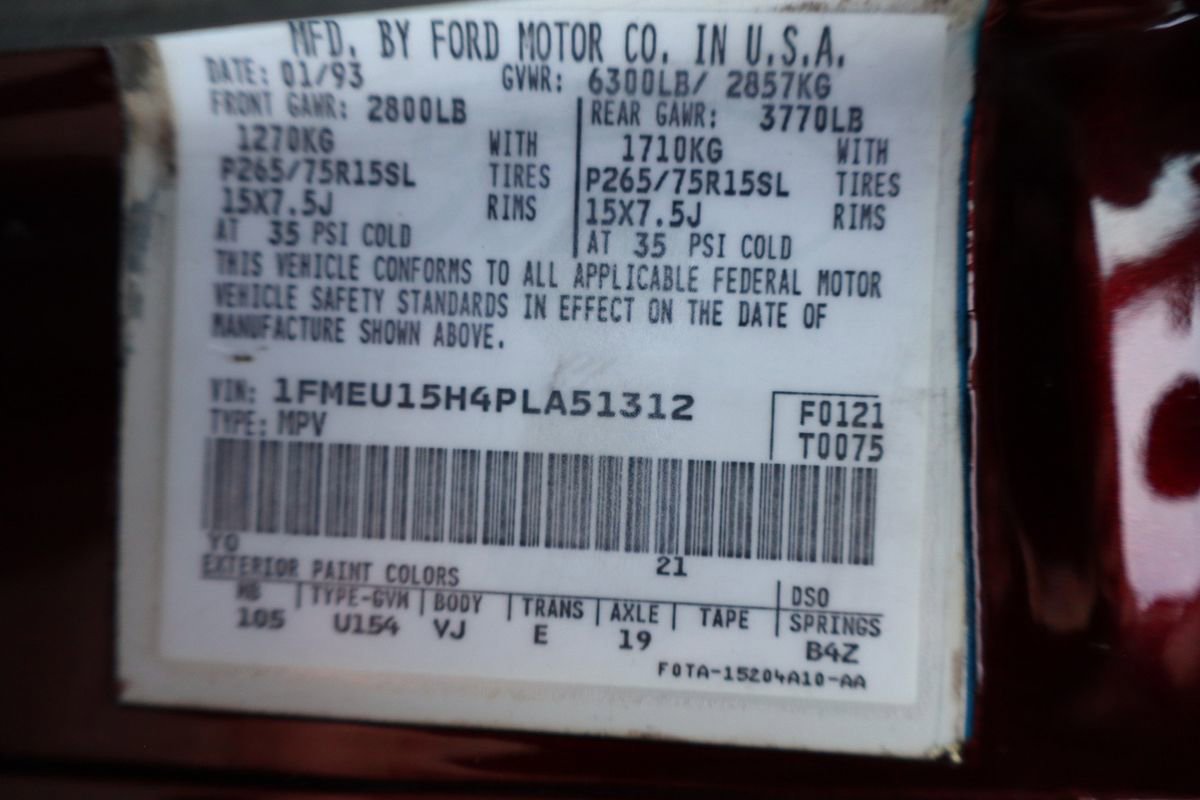 MFD. BY FORD MOTOR CO. IN U.S.A.
DATE: 01/93 GVWR: 6300LB/ 2857KG
FRONT GAWR: 2800LB REAR GAWR: 3770LB
1270KG WITH 1710KG WITH
P265/75R15SL TIRES P265/75R15SL TIRES
15X7.5J RIMS 15X7.5J RIMS
AT 35 PSI COLD AT 35 PSI COLD
THIS VEHICLE CONFORMS TO ALL APPLICABLE FEDERAL MOTOR
VEHICLE SAFETY STANDARDS IN EFFECT ON THE DATE OF
MANUFACTURE SHOWN ABOVE.
VIN: 1FMEU15H4PLA51312 F0121
TYPE: MPV T0075
21
EXTERIOR PAINT COLORS DSO
WB TYPE-GVW BODY TRANS AXLE TAPE SPRINGS
105 U154 VJ E 19 B4Z
F0TA-15204A10-AA